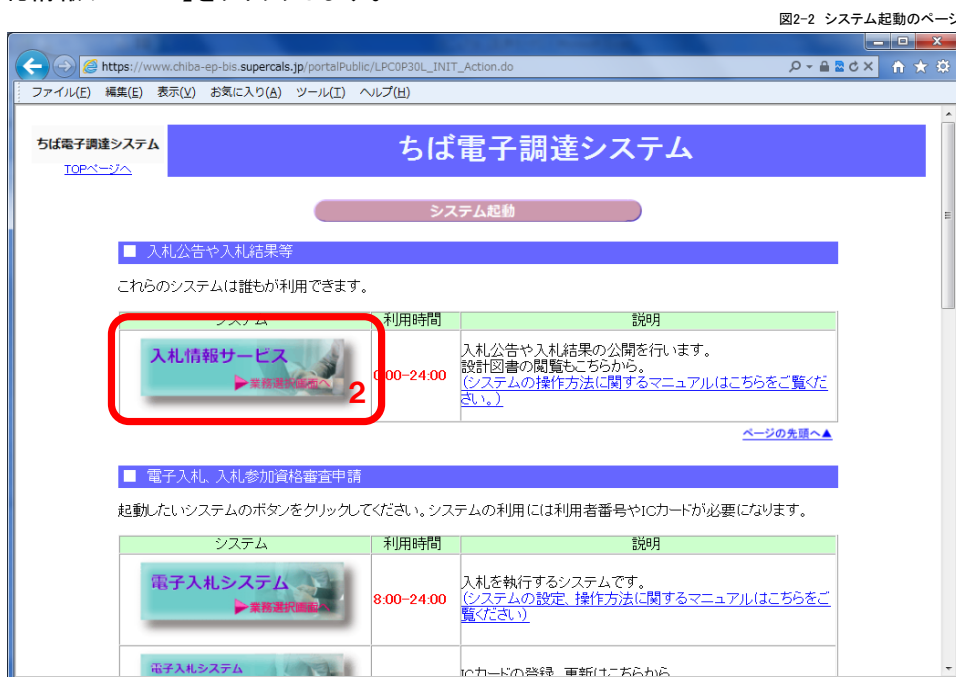 図2-2 システム起動のページ
https://www.chiba-ep-bis.supercals.jp/portalPublic/LPC0P30L_INIT_Action.do
ファイル(F) 編集(E) 表示(V) お気に入り(A) ツール(T) ヘルプ(H)
ちば電子調達システム
TOPページへ
ちば電子調達システム
システム起動
■ 入札公告や入札結果等
これらのシステムは誰もが利用できます。
システム 利用時間 説明
入札情報サービス
▶業務選択画面へ
2
0:00-24:00
入札公告や入札結果の公開を行います。
設計図書の閲覧もこちらから。
(システムの操作方法に関するマニュアルはこちらをご覧くだ
さい。)
ページの先頭へ▲
■ 電子入札、入札参加資格審査申請
起動したいシステムのボタンをクリックしてください。システムの利用には利用者番号やICカードが必要になります。
システム 利用時間 説明
電子入札システム
▶業務選択画面へ
8:00-24:00
入札を執行するシステムです。
(システムの設定、操作方法に関するマニュアルはこちらをご
覧ください)
電子入札システム
ICカードの登録、更新はこちらから